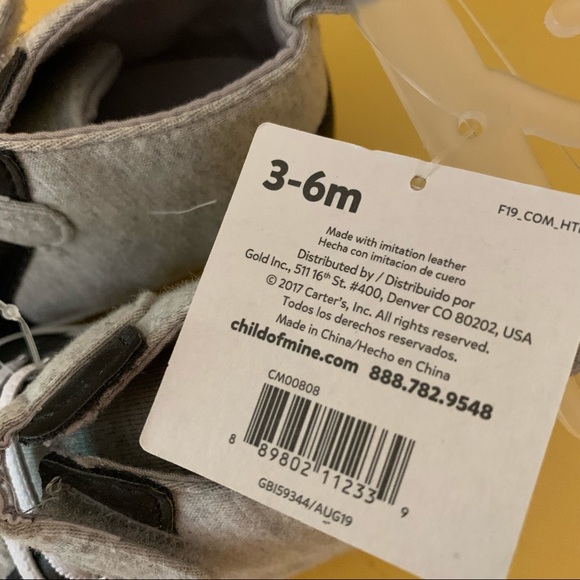 3-6m
F19_COM_HTH
Made with imitation leather
Hecha con imitacion de cuero
Distributed by / Distribuido por
Gold Inc., 511 16th St. #400, Denver CO 80202, USA
© 2017 Carter's, Inc. All rights reserved.
Todos los derechos reservados.
Made in China/Hecho en China
childofmine.com 888.782.9548
CM00808
8 89802 11233 9
GBI59344/AUG19